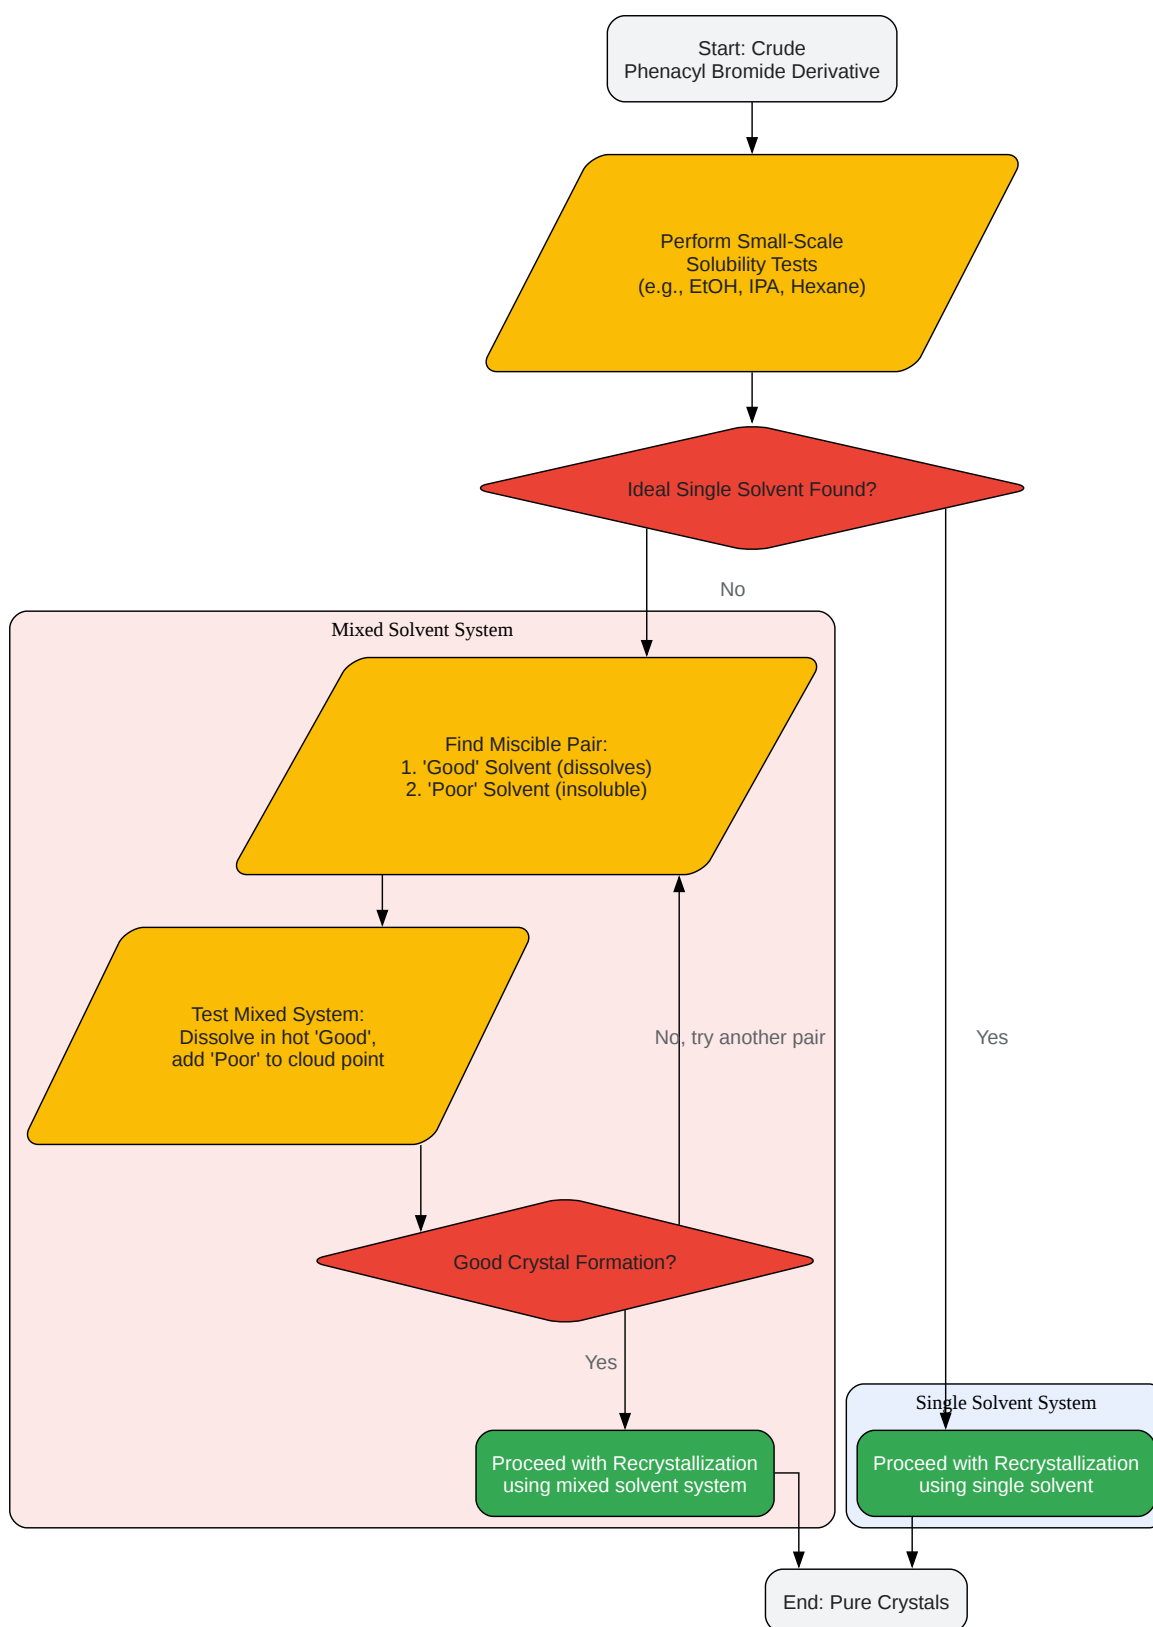 Start: Crude
Phenacyl Bromide Derivative
Perform Small-Scale
Solubility Tests
(e.g., EtOH, IPA, Hexane)
Ideal Single Solvent Found?
No
Mixed Solvent System
Find Miscible Pair:
1. 'Good' Solvent (dissolves)
2. 'Poor' Solvent (insoluble)
Test Mixed System:
Dissolve in hot 'Good',
add 'Poor' to cloud point
No, try another pair
Yes
Good Crystal Formation?
Yes
Single Solvent System
Proceed with Recrystallization
using mixed solvent system
Proceed with Recrystallization
using single solvent
End: Pure Crystals